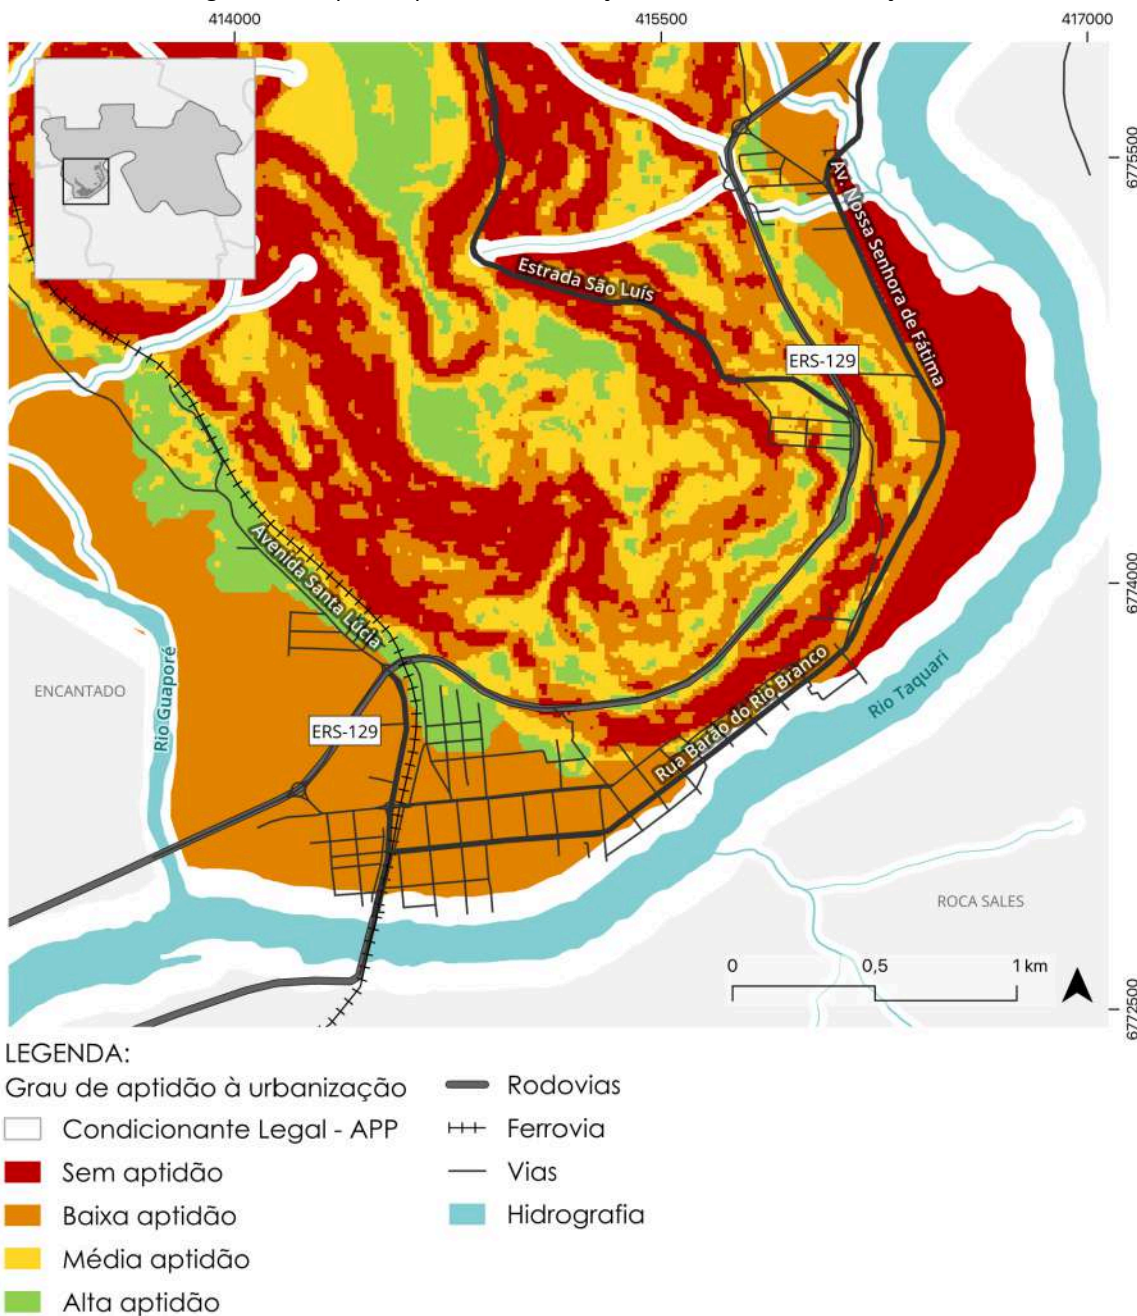 414000
415500
417000
6775500
Av. Nossa Senhora de Fátima
Estrada São Luís
ERS-129
6774000
Avenida Santa Lúcia
Rio Guaporé
ENCANTADO
ERS-129
Rua Barão do Rio Branco
Rio Taquari
ROCA SALES
0
0,5
1 km
6772500
LEGENDA:
Grau de aptidão à urbanização
Condicionante Legal - APP
Sem aptidão
Baixa aptidão
Média aptidão
Alta aptidão
Rodovias
Ferrovia
Vias
Hidrografia